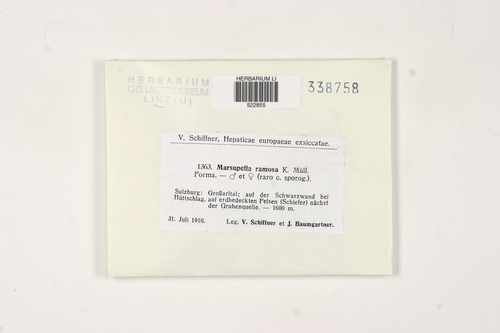 HERBARIUM
O.Ö. LANDESMUSEUM
LINZ (LI)
HERBARIUM LI
522855
338758
V. Schiffner, Hepaticae europaeae exsiccatae.
1363. Marsupella ramosa K. Müll.
Forma. — ♂ et ♀ (raro c. sporog.).
Salzburg: Großarltal; auf der Schwarzwand bei
Hüttschlag, auf erdbedeckten Felsen (Schiefer) nächst
der Grubenquelle. — 1600 m.
31. Juli 1910.
Leg. V. Schiffner et J. Baumgartner.